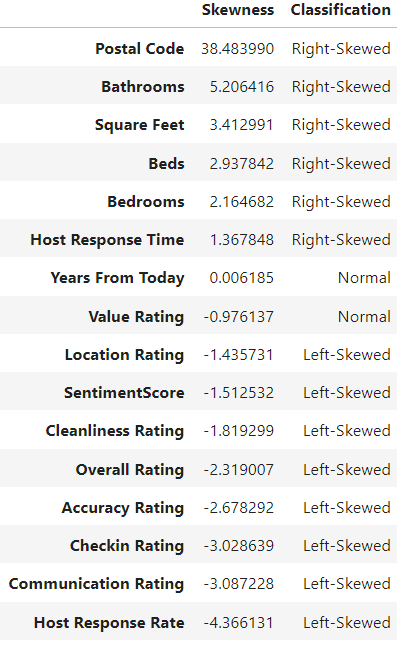 Skewness Classification
Postal Code 38.483990 Right-Skewed
Bathrooms 5.206416 Right-Skewed
Square Feet 3.412991 Right-Skewed
Beds 2.937842 Right-Skewed
Bedrooms 2.164682 Right-Skewed
Host Response Time 1.367848 Right-Skewed
Years From Today 0.006185 Normal
Value Rating -0.976137 Normal
Location Rating -1.435731 Left-Skewed
SentimentScore -1.512532 Left-Skewed
Cleanliness Rating -1.819299 Left-Skewed
Overall Rating -2.319007 Left-Skewed
Accuracy Rating -2.678292 Left-Skewed
Checkin Rating -3.028639 Left-Skewed
Communication Rating -3.087228 Left-Skewed
Host Response Rate -4.366131 Left-Skewed